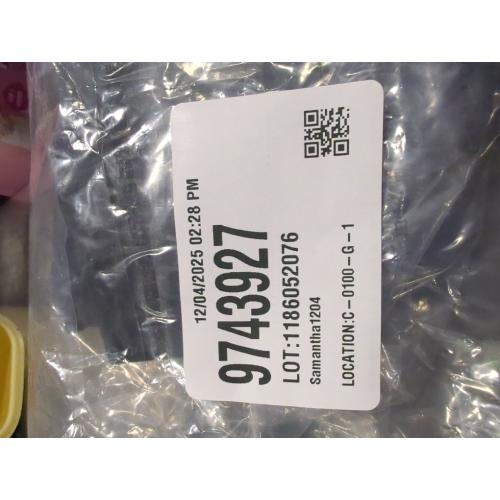 12/04/2025 02:28 PM
9743927
LOT:1186052076
Samantha1204
LOCATION:C-0100-G-1